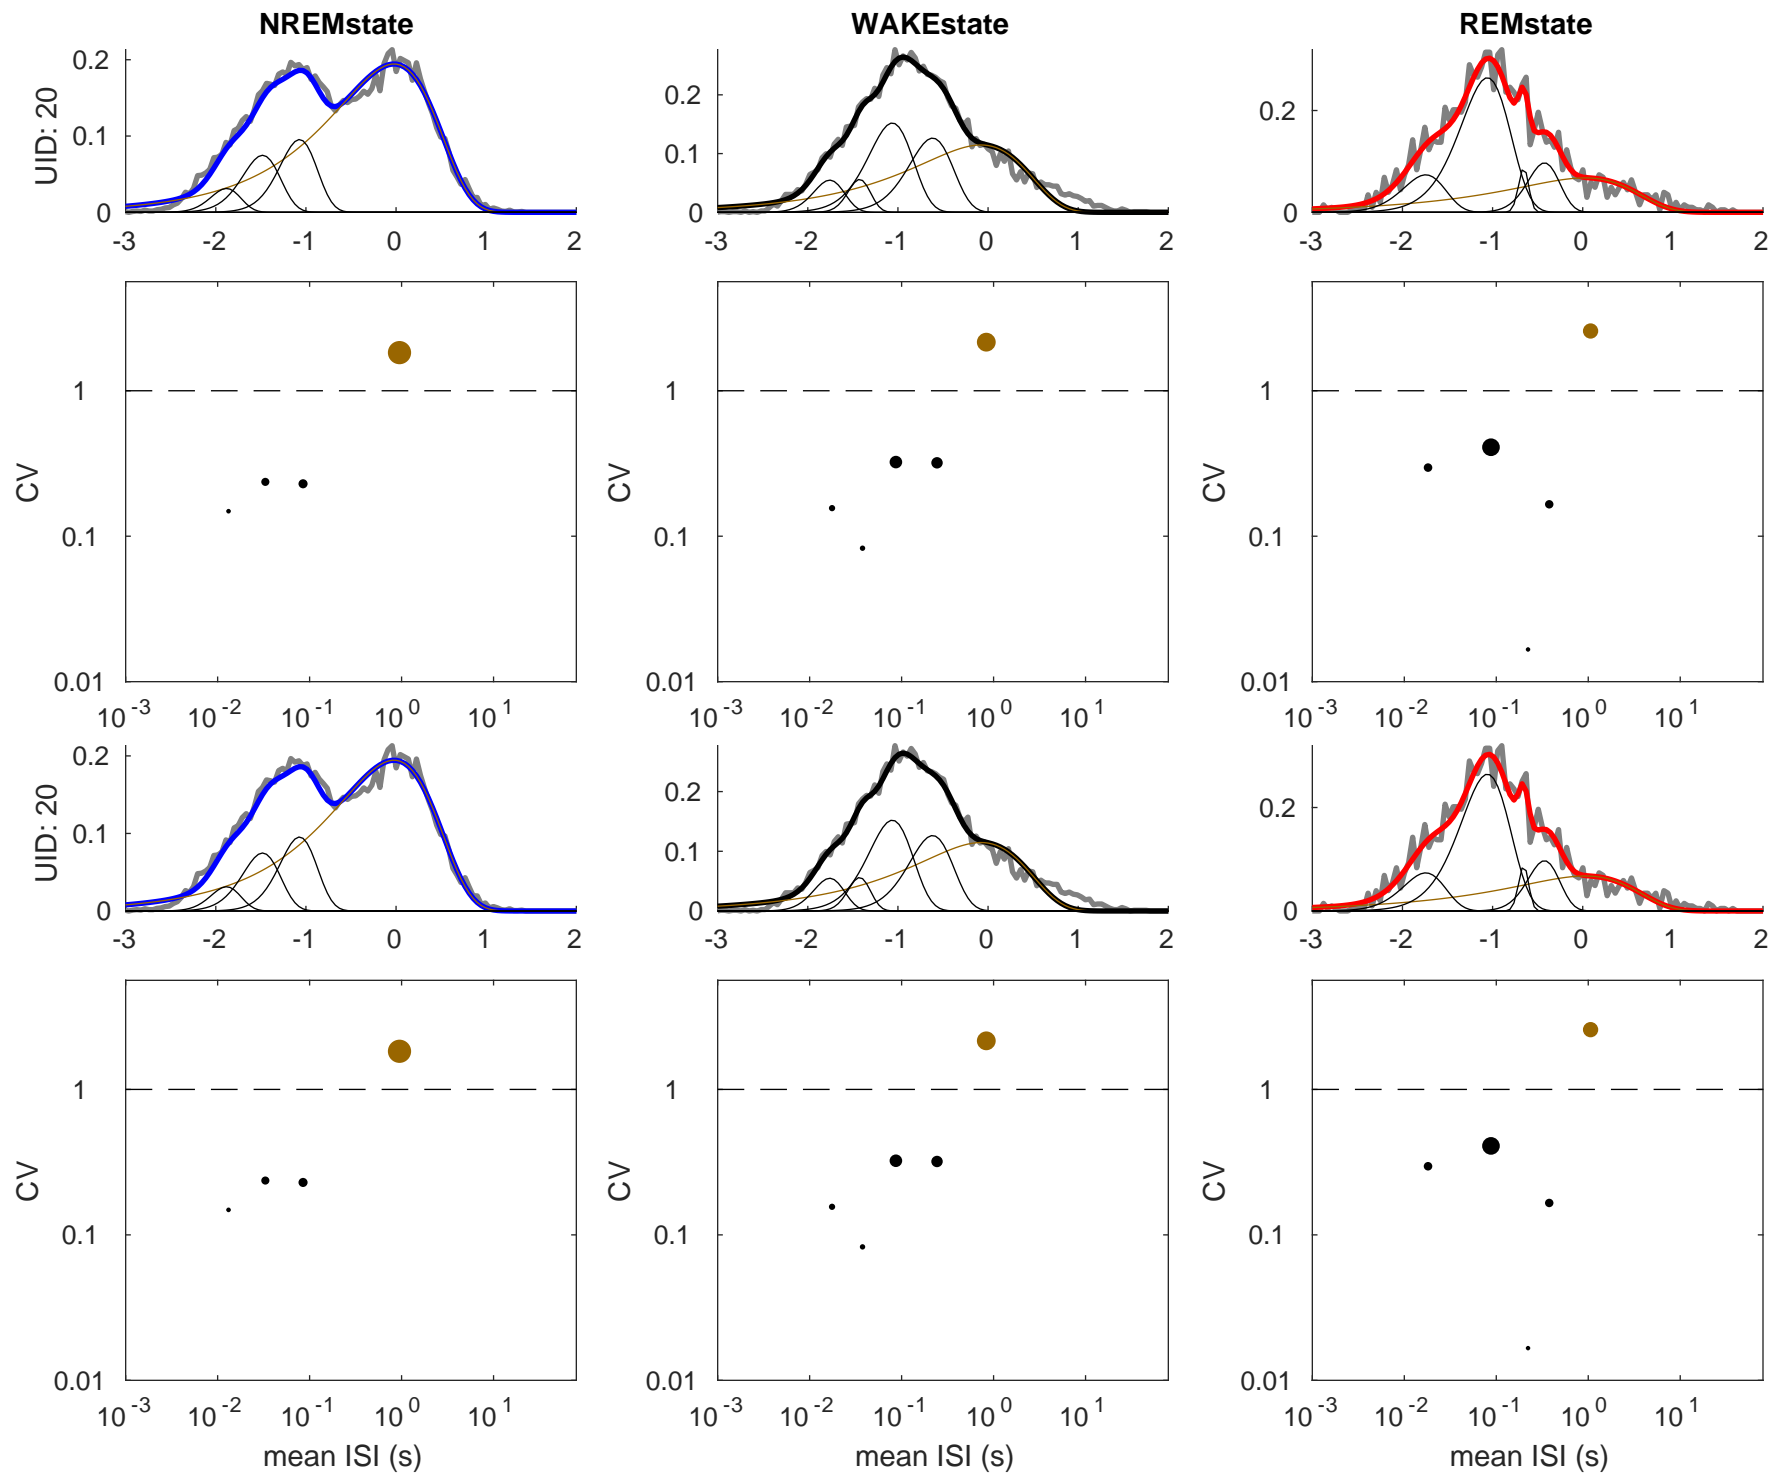 NREMstate WAKEstate REMstate
0.2 0.2 0.2
0.1 0.1
0 0 0
UID: 20
-3 -2 -1 0 1 2 -3 -2 -1 0 1 2 -3 -2 -1 0 1 2
1 1 1
CV CV CV
0.1 0.1 0.1
0.01 0.01 0.01
10^-3 10^-2 10^-1 10^0 10^1 10^-3 10^-2 10^-1 10^0 10^1 10^-3 10^-2 10^-1 10^0 10^1
0.2 0.2 0.2
0.1 0.1
0 0 0
UID: 20
-3 -2 -1 0 1 2 -3 -2 -1 0 1 2 -3 -2 -1 0 1 2
1 1 1
CV CV CV
0.1 0.1 0.1
0.01 0.01 0.01
10^-3 10^-2 10^-1 10^0 10^1 10^-3 10^-2 10^-1 10^0 10^1 10^-3 10^-2 10^-1 10^0 10^1
mean ISI (s) mean ISI (s) mean ISI (s)